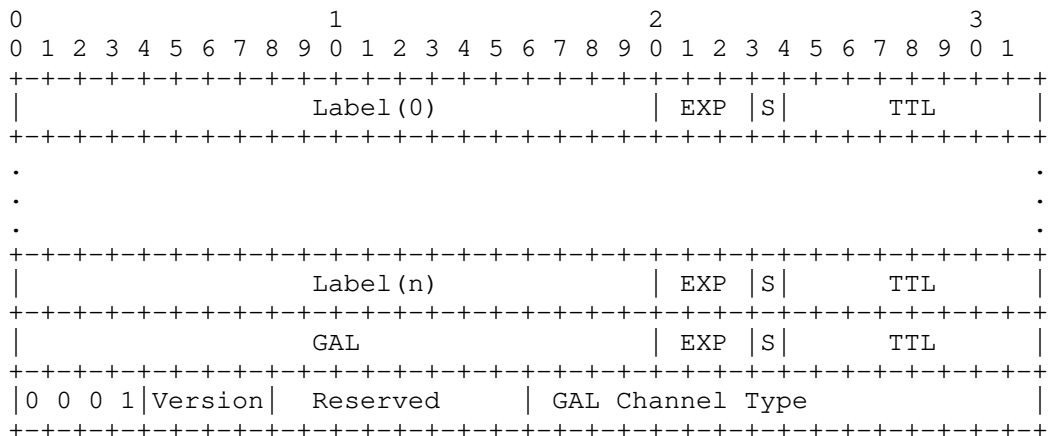 0                   1                   2                   3
0 1 2 3 4 5 6 7 8 9 0 1 2 3 4 5 6 7 8 9 0 1 2 3 4 5 6 7 8 9 0 1
+-+-+-+-+-+-+-+-+-+-+-+-+-+-+-+-+-+-+-+-+-+-+-+-+-+-+-+-+-+-+-+-+
|                  Label(0)             | EXP |S|      TTL      |
+-+-+-+-+-+-+-+-+-+-+-+-+-+-+-+-+-+-+-+-+-+-+-+-+-+-+-+-+-+-+-+-+
.                                                               .
.                                                               .
.                                                               .
+-+-+-+-+-+-+-+-+-+-+-+-+-+-+-+-+-+-+-+-+-+-+-+-+-+-+-+-+-+-+-+-+
|                  Label(n)             | EXP |S|      TTL      |
+-+-+-+-+-+-+-+-+-+-+-+-+-+-+-+-+-+-+-+-+-+-+-+-+-+-+-+-+-+-+-+-+
|                  GAL                  | EXP |S|      TTL      |
+-+-+-+-+-+-+-+-+-+-+-+-+-+-+-+-+-+-+-+-+-+-+-+-+-+-+-+-+-+-+-+-+
|0 0 0 1|Version|  Reserved     | GAL Channel Type              |
+-+-+-+-+-+-+-+-+-+-+-+-+-+-+-+-+-+-+-+-+-+-+-+-+-+-+-+-+-+-+-+-+